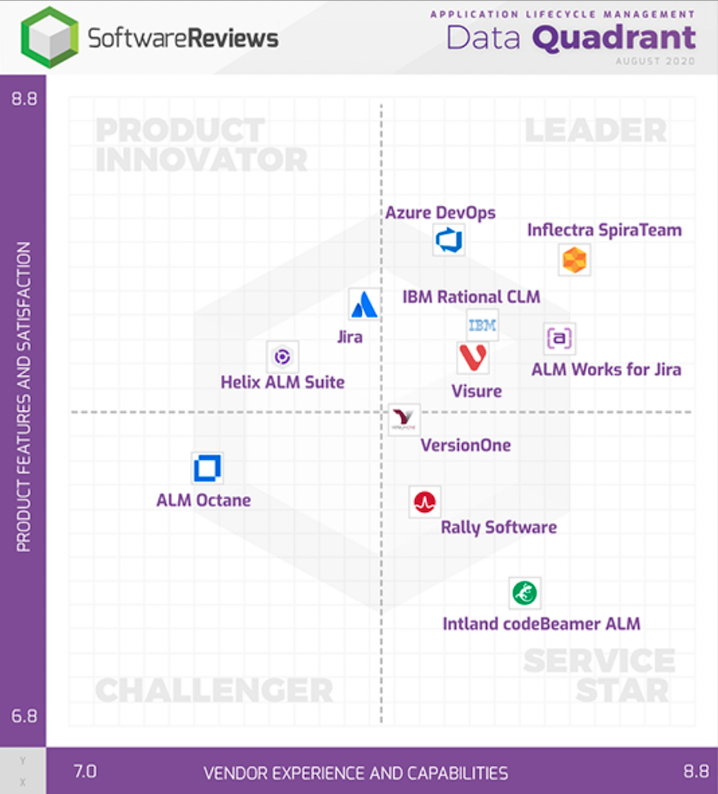 SoftwareReviews
APPLICATION LIFECYCLE MANAGEMENT
Data Quadrant
AUGUST 2020
8.8
PRODUCT
INNOVATOR
LEADER
Azure DevOps
Inflectra SpiraTeam
IBM Rational CLM
IBM
Jira
[a]
Helix ALM Suite
Visure
ALM Works for Jira
PRODUCT FEATURES AND SATISFACTION
VersionOne
ALM Octane
Rally Software
Intland codeBeamer ALM
CHALLENGER
SERVICE
STAR
6.8
Y
X
7.0
VENDOR EXPERIENCE AND CAPABILITIES
8.8